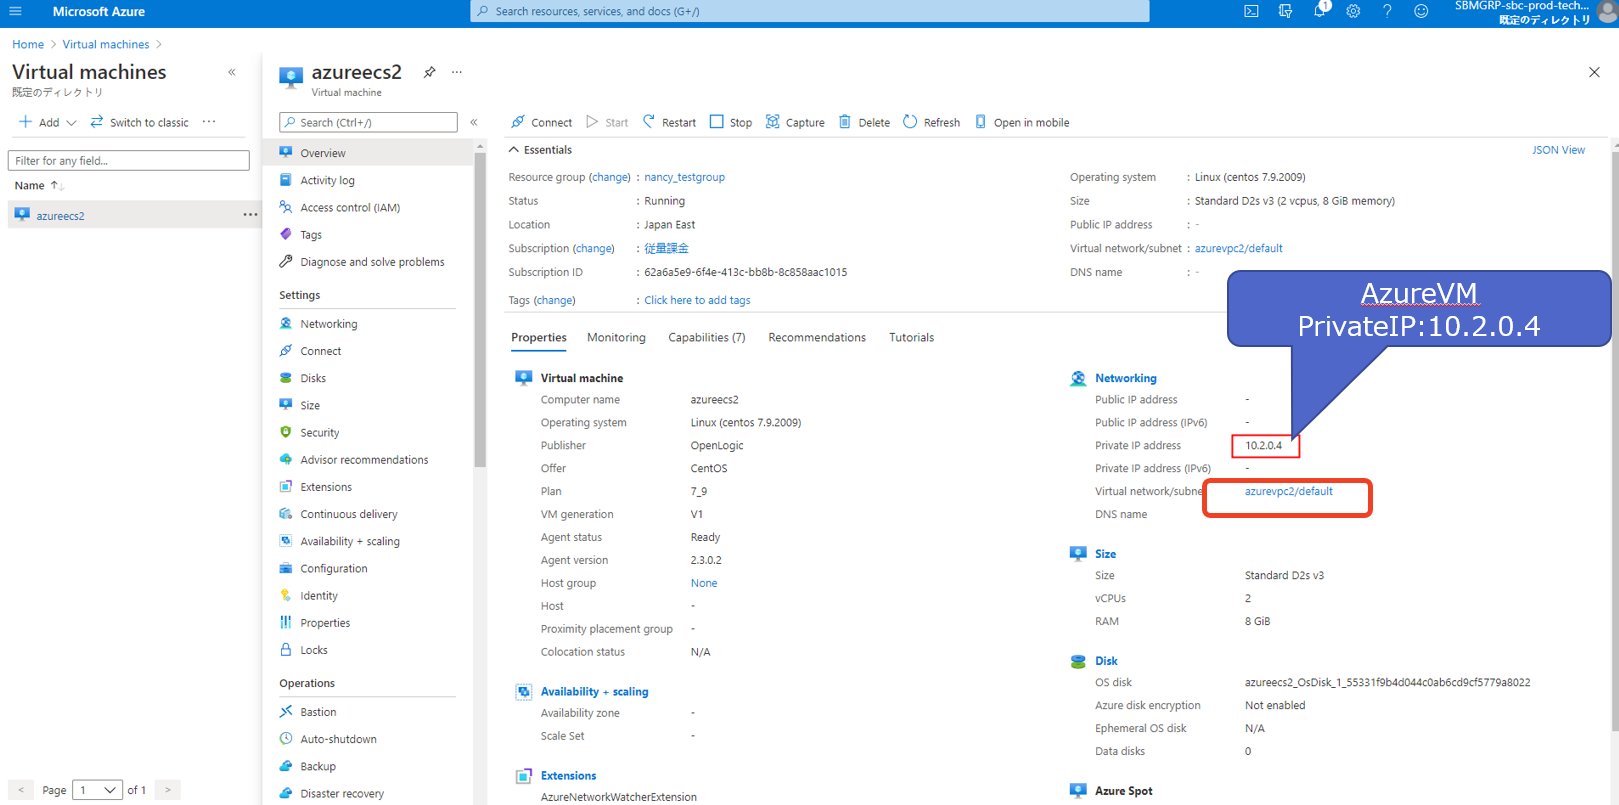 Microsoft Azure
Search resources, services, and docs (G+/)
1
SBMGRP-sbc-prod-tech...
既定のディレクトリ
Home > Virtual machines >
Virtual machines
既定のディレクトリ
Add
Switch to classic
Filter for any field...
Name
azureecs2
Page 1 of 1
azureecs2
Virtual machine
Search (Ctrl+/)
Overview
Activity log
Access control (IAM)
Tags
Diagnose and solve problems
Settings
Networking
Connect
Disks
Size
Security
Advisor recommendations
Extensions
Continuous delivery
Availability + scaling
Configuration
Identity
Properties
Locks
Operations
Bastion
Auto-shutdown
Backup
Disaster recovery
Connect Start Restart Stop Capture Delete Refresh Open in mobile
Essentials
JSON View
Resource group (change) : nancy_testgroup
Status : Running
Location : Japan East
Subscription (change) : 従量課金
Subscription ID : 62a6a5e9-6f4e-413c-bb8b-8c858aac1015
Tags (change) : Click here to add tags
Operating system : Linux (centos 7.9.2009)
Size : Standard D2s v3 (2 vcpus, 8 GiB memory)
Public IP address : -
Virtual network/subnet : azurevpc2/default
DNS name : -
AzureVM
PrivateIP:10.2.0.4
Properties Monitoring Capabilities (7) Recommendations Tutorials
Virtual machine
Computer name azureecs2
Operating system Linux (centos 7.9.2009)
Publisher OpenLogic
Offer CentOS
Plan 7_9
VM generation V1
Agent status Ready
Agent version 2.3.0.2
Host group None
Host -
Proximity placement group -
Colocation status N/A
Availability + scaling
Availability zone -
Scale Set -
Extensions
AzureNetworkWatcherExtension
Networking
Public IP address -
Public IP address (IPv6) -
Private IP address 10.2.0.4
Private IP address (IPv6) -
Virtual network/subne azurevpc2/default
DNS name
Size
Size Standard D2s v3
vCPUs 2
RAM 8 GiB
Disk
OS disk azureecs2_OsDisk_1_55331f9b4d044c0ab6cd9cf5779a8022
Azure disk encryption Not enabled
Ephemeral OS disk N/A
Data disks 0
Azure Spot